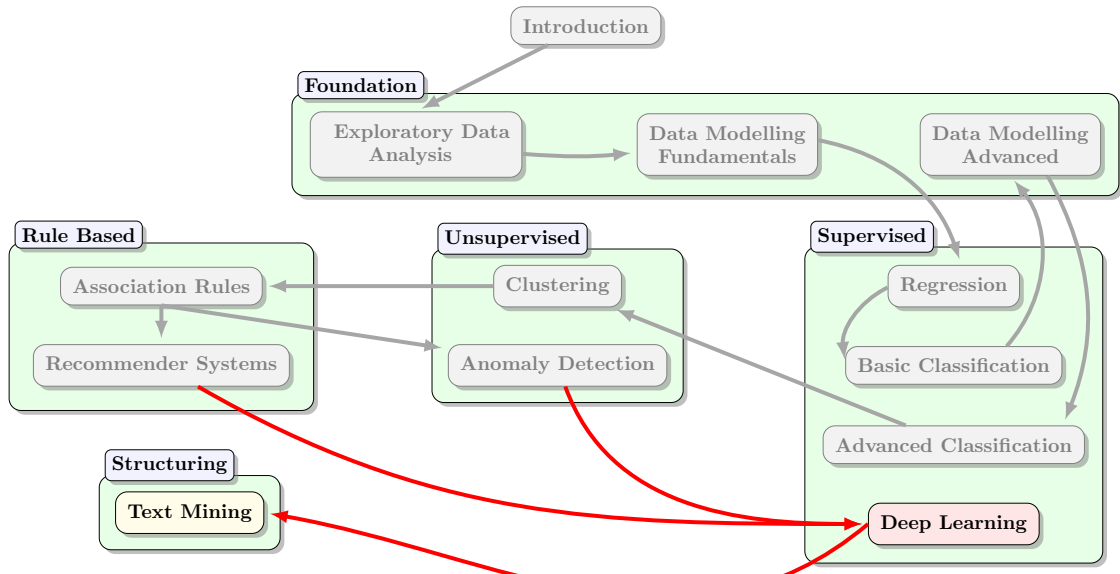 Introduction
Foundation
Exploratory Data
Analysis
Data Modelling
Fundamentals
Data Modelling
Advanced
Rule Based
Association Rules
Recommender Systems
Unsupervised
Clustering
Anomaly Detection
Supervised
Regression
Basic Classification
Advanced Classification
Deep Learning
Structuring
Text Mining